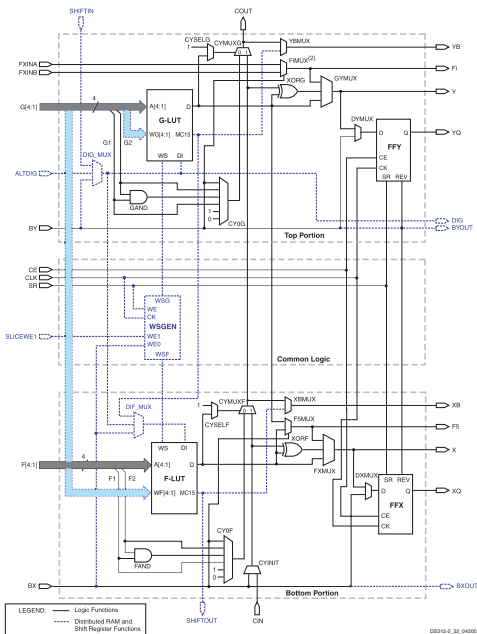 SHIFTIN
COUT
CYSELG
CYMUXG
YBMUX
1
0 1
YB
FXINA
FXINB
FiMUX(2)
Fi
XORG
GYMUX
Y
G[4:1]
4
A[4:1]
D
G-LUT
WG[4:1] MC15
WS
DI
G1
G2
DYMUX
D
Q
YQ
FFY
CE
CK
SR REV
DIG_MUX
ALTDIG
GAND
1
0
CY0G
DIG
BY
BYOUT
Top Portion
CE
CLK
SR
WSG
WE
CK
WSGEN
SLICEWE1
WE1
WE0
WSF
Common Logic
XBMUX
CYMUXF
1
0 1
XB
DIF_MUX
CYSELF
F5MUX
F5
XORF
WS
DI
FXMUX
X
F[4:1]
4
A[4:1]
D
F-LUT
WF[4:1] MC15
F1
F2
DXMUX
SR REV
D
Q
XQ
FFX
CE
CK
CY0F
FAND
1
0
CYINIT
BX
BXOUT
Bottom Portion
LEGEND:
Logic Functions
Distributed RAM and
Shift Register Functions
SHIFTOUT
CIN
DS312-2_32_04200